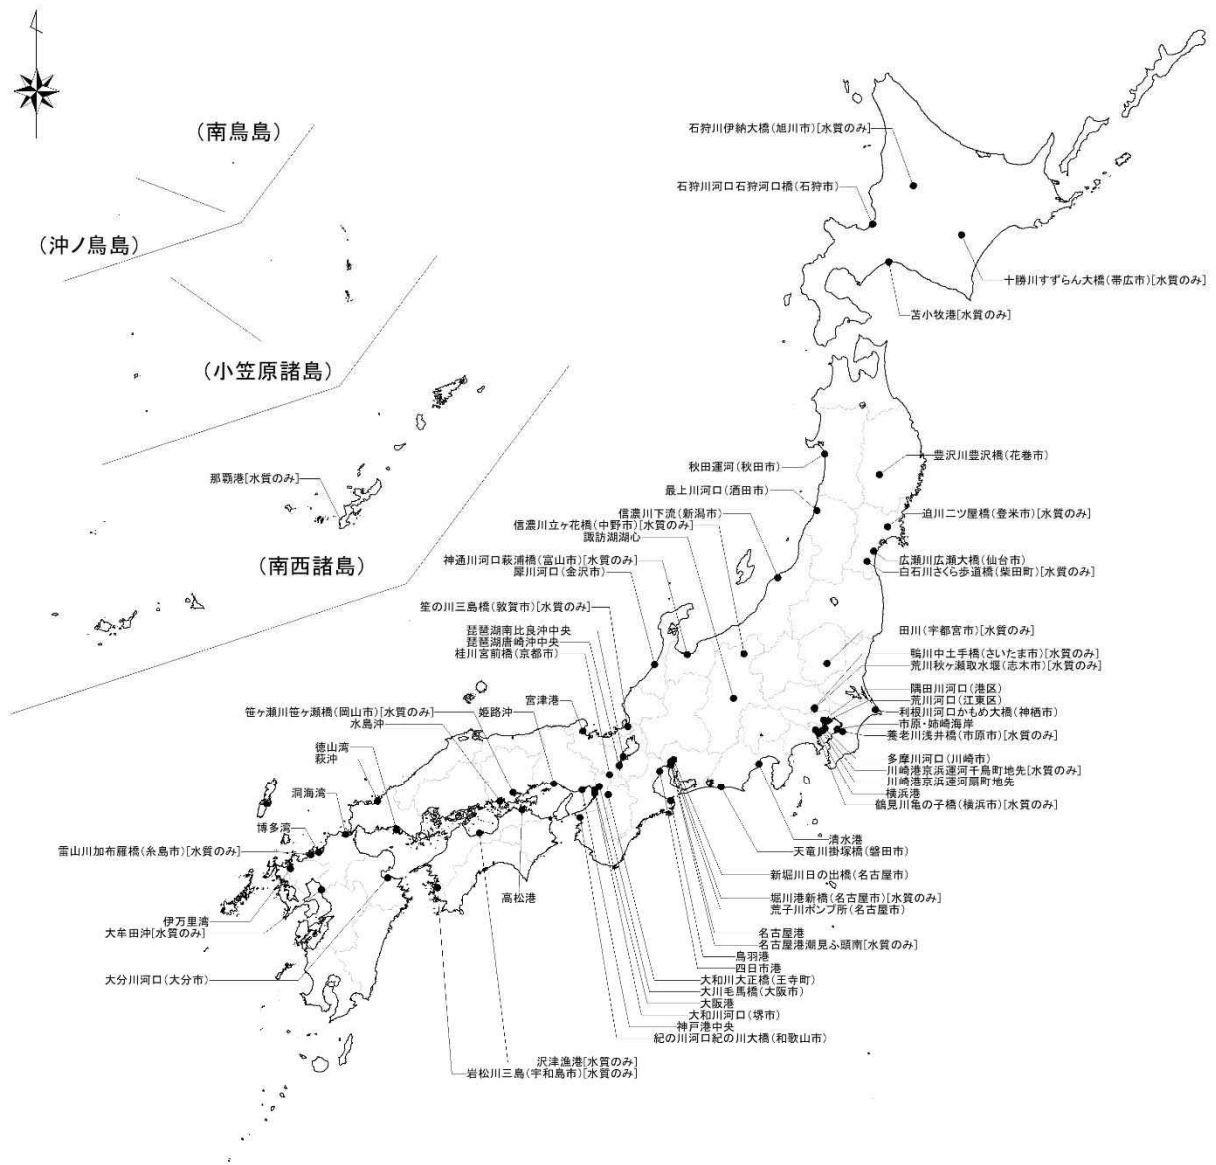 (南鳥島)
(沖ノ鳥島)
(小笠原諸島)
(南西諸島)
那覇港[水質のみ]
石狩川伊納大橋(旭川市)[水質のみ]
石狩川河口石狩河口橋(石狩市)
十勝川すずらん大橋(帯広市)[水質のみ]
苫小牧港[水質のみ]
豊沢川豊沢橋(花巻市)
秋田運河(秋田市)
最上川河口(酒田市)
迫川二ツ屋橋(登米市)[水質のみ]
信濃川下流(新潟市)
信濃川立ヶ花橋(中野市)[水質のみ]
諏訪湖湖心
広瀬川広瀬大橋(仙台市)
白石川さくら歩道橋(柴田町)[水質のみ]
神通川河口萩浦橋(富山市)[水質のみ]
犀川河口(金沢市)
笙の川三島橋(敦賀市)[水質のみ]
琵琶湖南比良沖中央
琵琶湖唐崎沖中央
桂川宮前橋(京都市)
田川(宇都宮市)[水質のみ]
鴨川中土手橋(さいたま市)[水質のみ]
荒川秋ヶ瀬取水堰(志木市)[水質のみ]
隅田川河口(港区)
荒川河口(江東区)
利根川河口かもめ大橋(神栖市)
市原・姉崎海岸
養老川浅井橋(市原市)[水質のみ]
多摩川河口(川崎市)
川崎港京浜運河千鳥町地先[水質のみ]
川崎港京浜運河扇町地先
横浜港
鶴見川亀の子橋(横浜市)[水質のみ]
宮津港
笹ヶ瀬川笹ヶ瀬橋(岡山市)[水質のみ]
姫路沖
水島沖
徳山湾
萩沖
洞海湾
博多湾
雷山川加布羅橋(糸島市)[水質のみ]
伊万里湾
大牟田沖[水質のみ]
大分川河口(大分市)
高松港
清水港
天竜川掛塚橋(磐田市)
新堀川日の出橋(名古屋市)
堀川港新橋(名古屋市)[水質のみ]
荒子川ポンプ所(名古屋市)
名古屋港
名古屋港潮見ふ頭南[水質のみ]
鳥羽港
四日市港
大和川大正橋(王寺町)
大川毛馬橋(大阪市)
大阪港
大和川河口(堺市)
神戸港中央
紀の川河口紀の川大橋(和歌山市)
沢津漁港[水質のみ]
岩松川三島(宇和島市)[水質のみ]